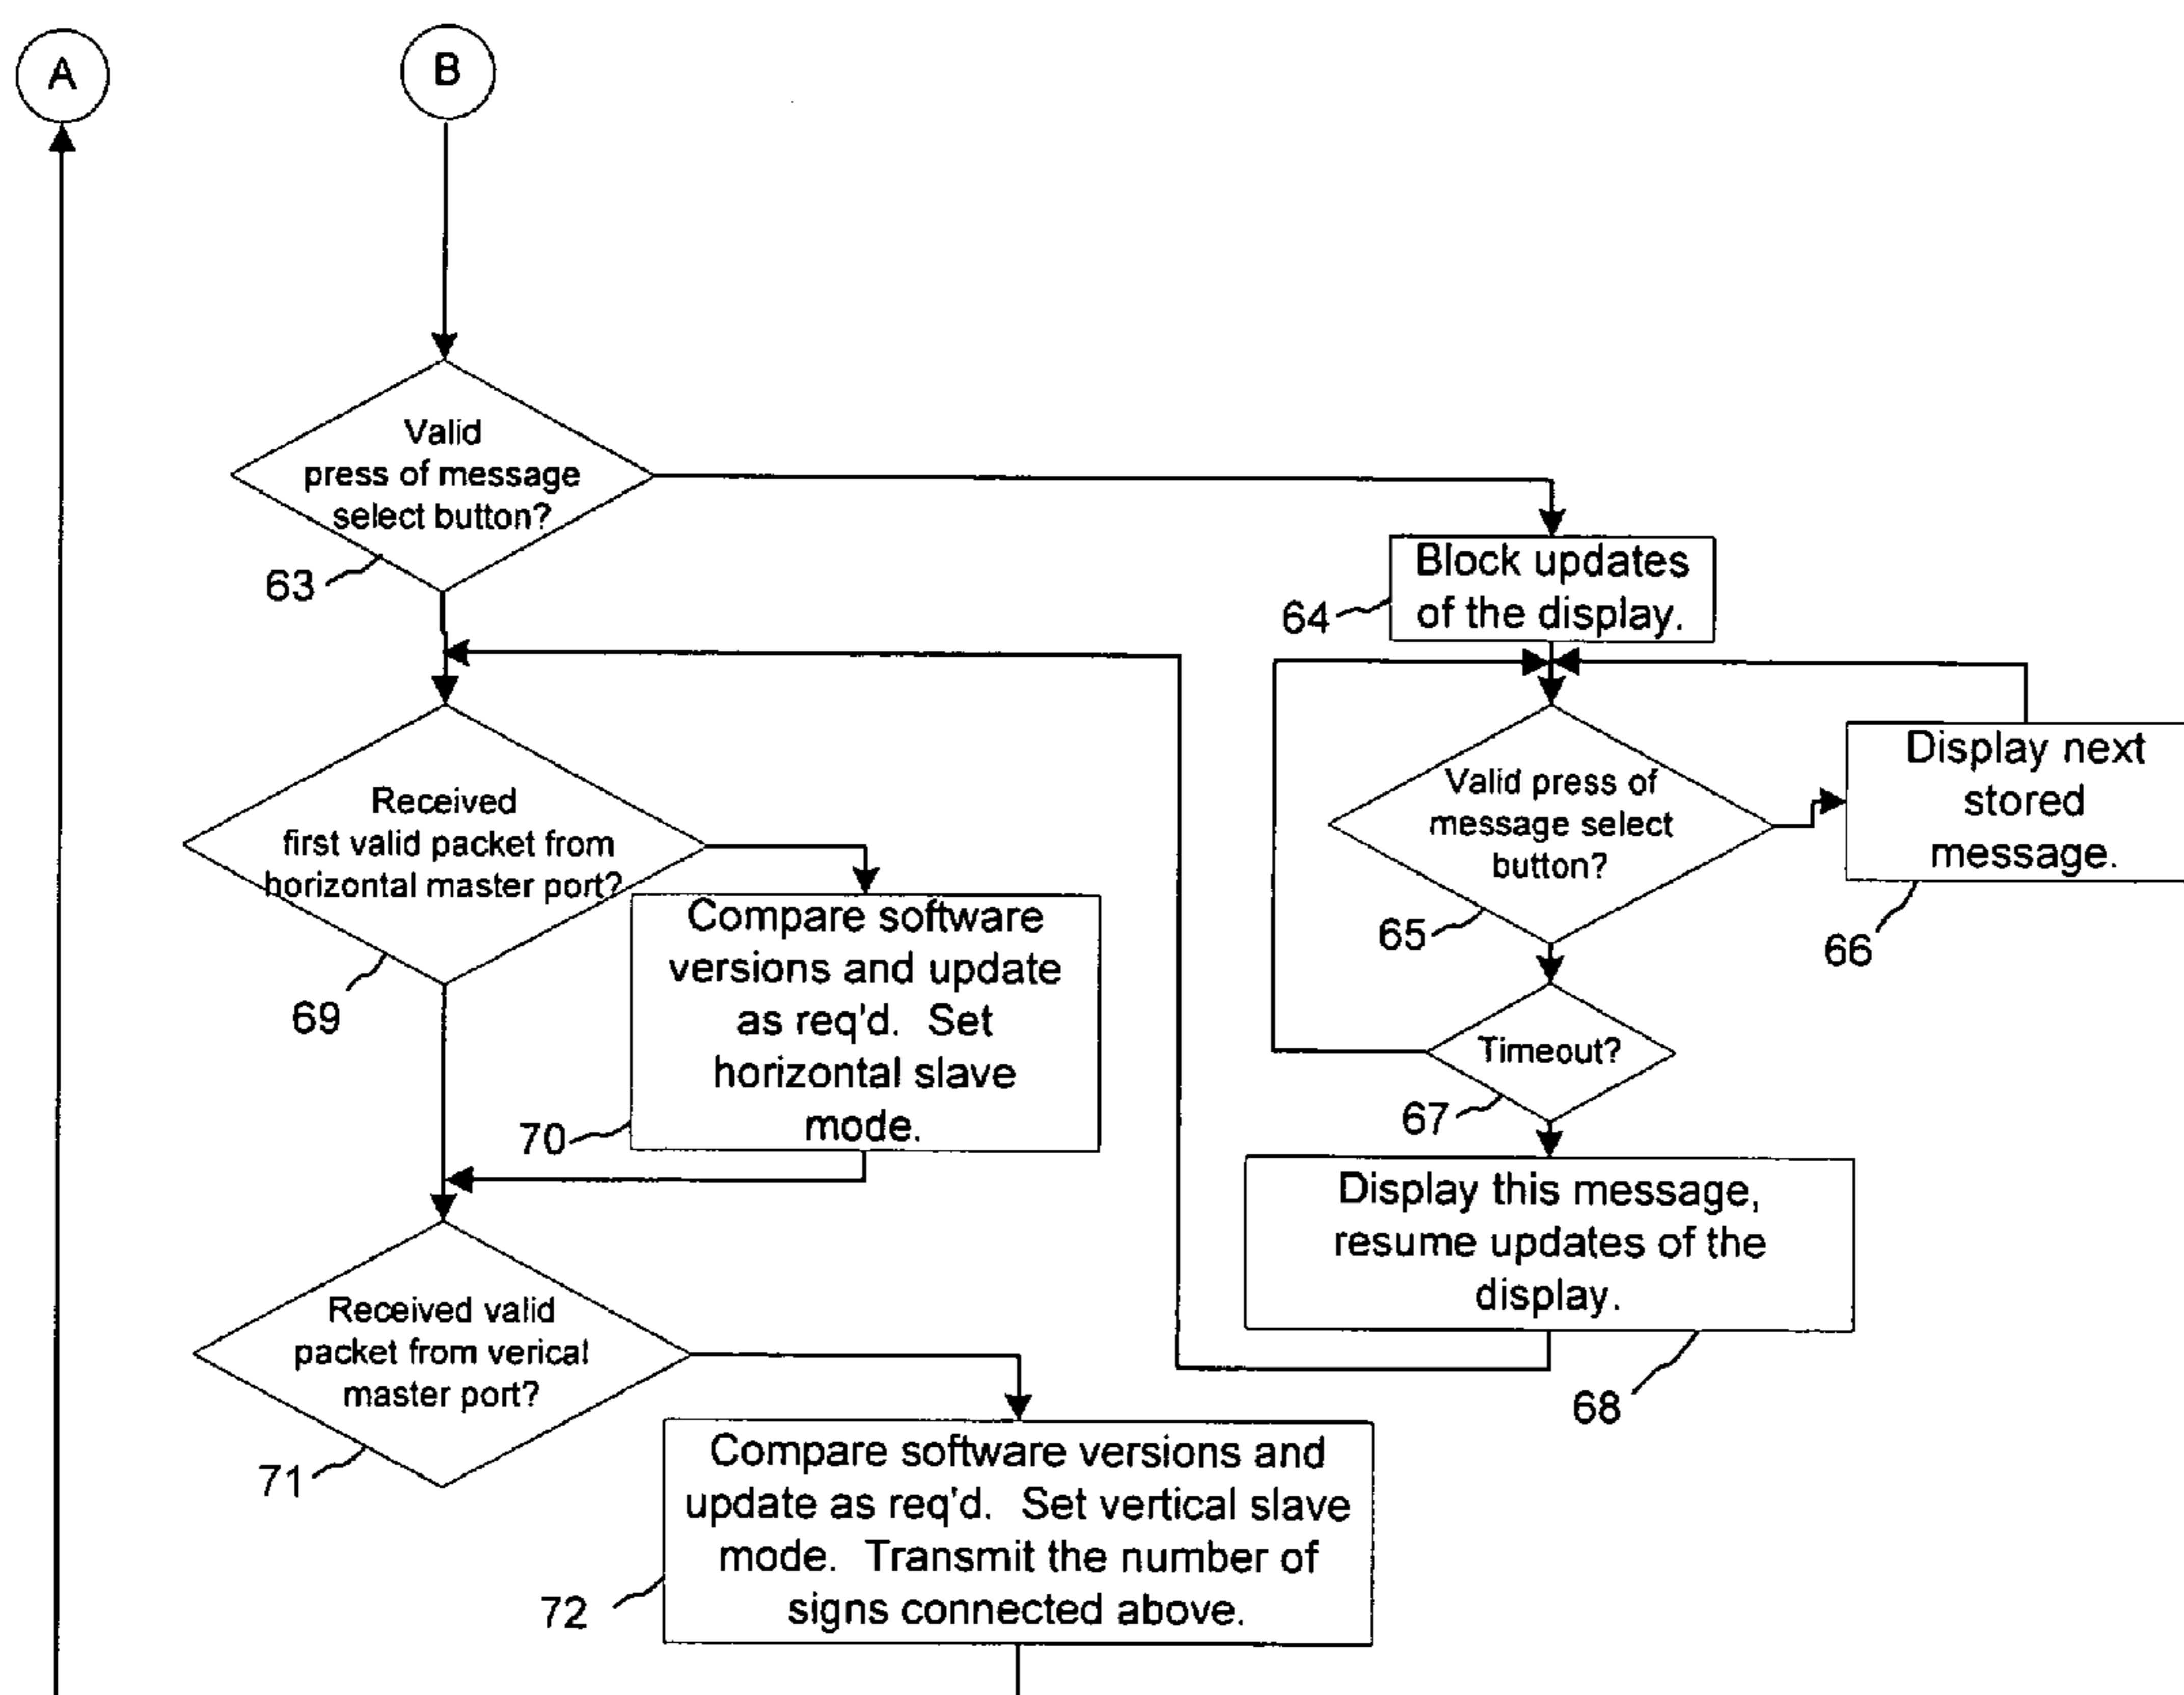 A
B
Valid
press of message
select button?
63
Block updates
of the display.
64
Valid press of
message select
button?
65
Display next
stored
message.
66
Timeout?
67
Display this message,
resume updates of the
display.
68
Received
first valid packet from
horizontal master port?
69
Compare software
versions and update
as req'd. Set
horizontal slave
mode.
70
Received valid
packet from verical
master port?
71
Compare software versions and
update as req'd. Set vertical slave
mode. Transmit the number of
signs connected above.
72